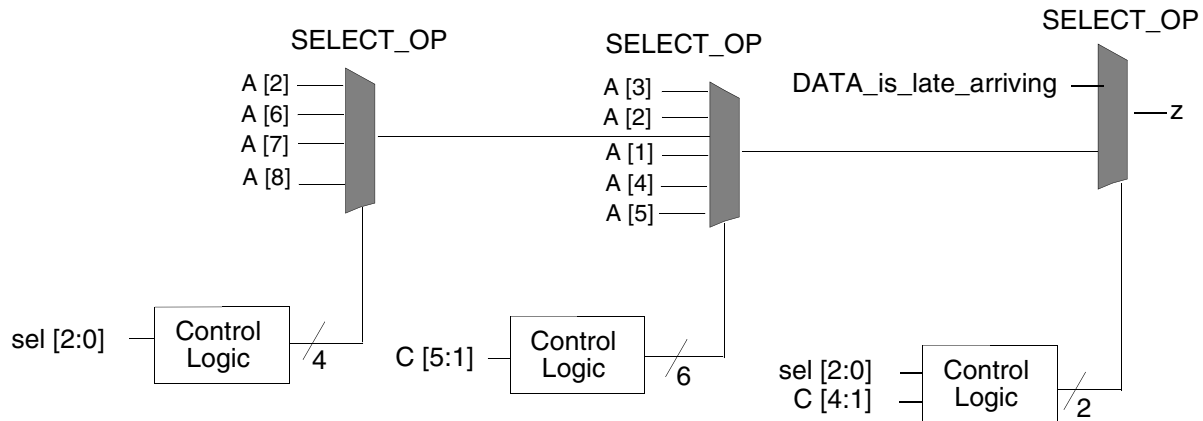 SELECT_OP
A [2]
A [6]
A [7]
A [8]
sel [2:0]
Control
Logic
4
SELECT_OP
A [3]
A [2]
A [1]
A [4]
A [5]
C [5:1]
Control
Logic
6
SELECT_OP
DATA_is_late_arriving
z
sel [2:0]
C [4:1]
Control
Logic
2